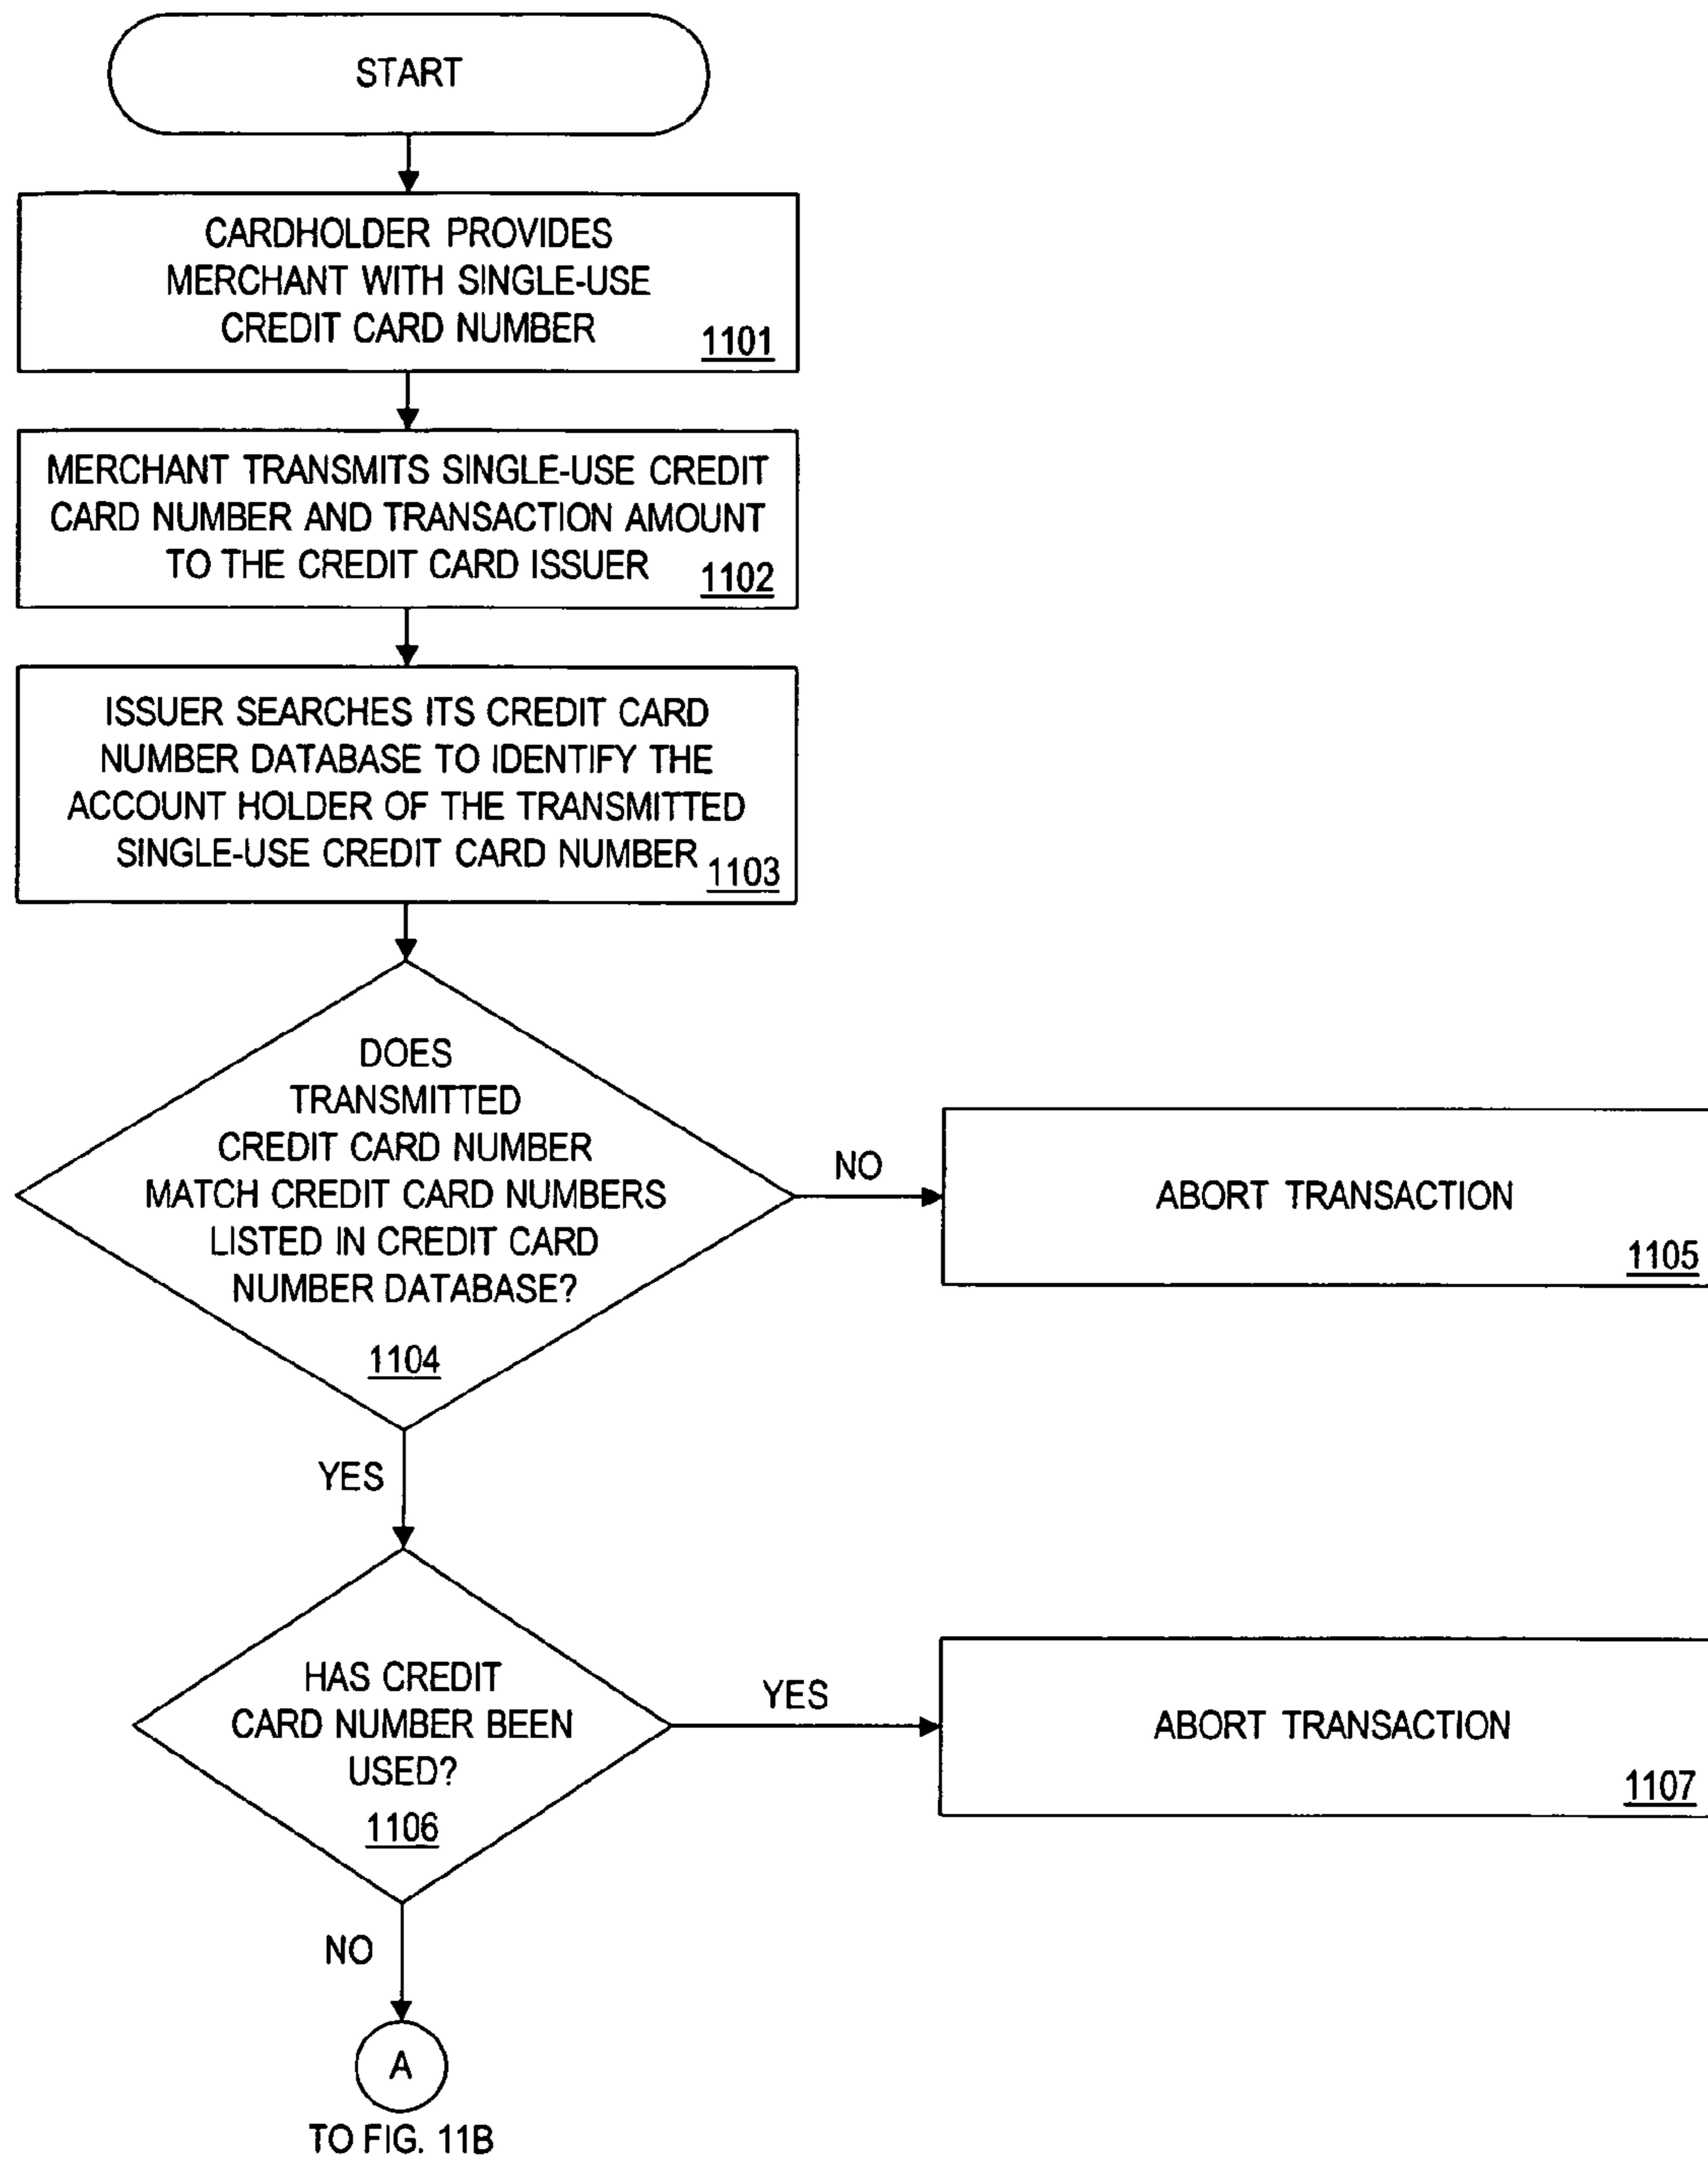 START
CARDHOLDER PROVIDES
MERCHANT WITH SINGLE-USE
CREDIT CARD NUMBER
1101
MERCHANT TRANSMITS SINGLE-USE CREDIT
CARD NUMBER AND TRANSACTION AMOUNT
TO THE CREDIT CARD ISSUER
1102
ISSUER SEARCHES ITS CREDIT CARD
NUMBER DATABASE TO IDENTIFY THE
ACCOUNT HOLDER OF THE TRANSMITTED
SINGLE-USE CREDIT CARD NUMBER
1103
DOES
TRANSMITTED
CREDIT CARD NUMBER
MATCH CREDIT CARD NUMBERS
LISTED IN CREDIT CARD
NUMBER DATABASE?
1104
NO
ABORT TRANSACTION
1105
YES
HAS CREDIT
CARD NUMBER BEEN
USED?
1106
YES
ABORT TRANSACTION
1107
NO
A
TO FIG. 11B